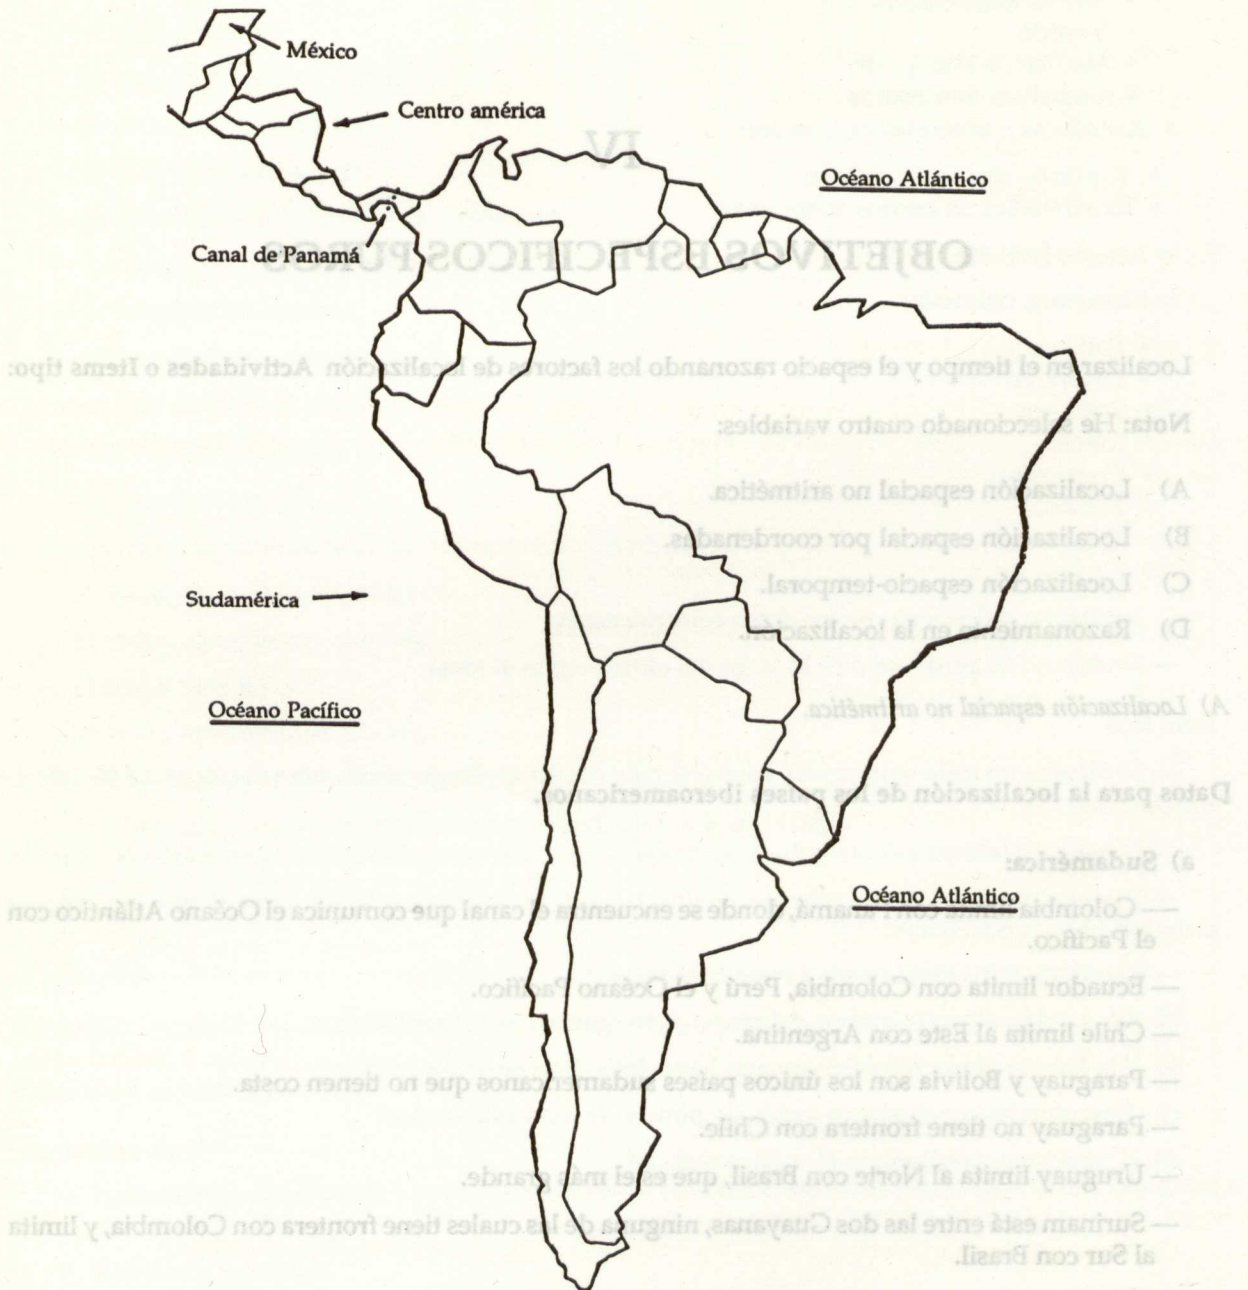 México
Centro américa
IV
Océano Atlántico
Canal de Panamá
OBJETIVOS ESPECIFICOS PUROS
Localizar en el tiempo y el espacio razonando los factores de localización Actividades o Items tipo:
Nota: He seleccionado cuatro variables:
A) Localización espacial no aritmética.
B) Localización espacial por coordenadas.
C) Localización espacio-temporal.
Sudamérica
D) Razonamiento en la localización.
A) Localización espacial no aritmética.
Océano Pacífico
Datos para la localización de los países iberoamericanos.
a) Sudamérica:
Océano Atlántico
— Colombia limita con Panamá, donde se encuentra el canal que comunica el Océano Atlántico con
el Pacífico.
— Ecuador limita con Colombia, Perú y el Océano Pacífico.
— Chile limita al Este con Argentina.
— Paraguay y Bolivia son los únicos países sudamericanos que no tienen costa.
— Paraguay no tiene frontera con Chile.
— Uruguay limita al Norte con Brasil, que es el más grande.
— Surinam está entre las dos Guayanas, ninguna de las cuales tiene frontera con Colombia, y limita
al Sur con Brasil.